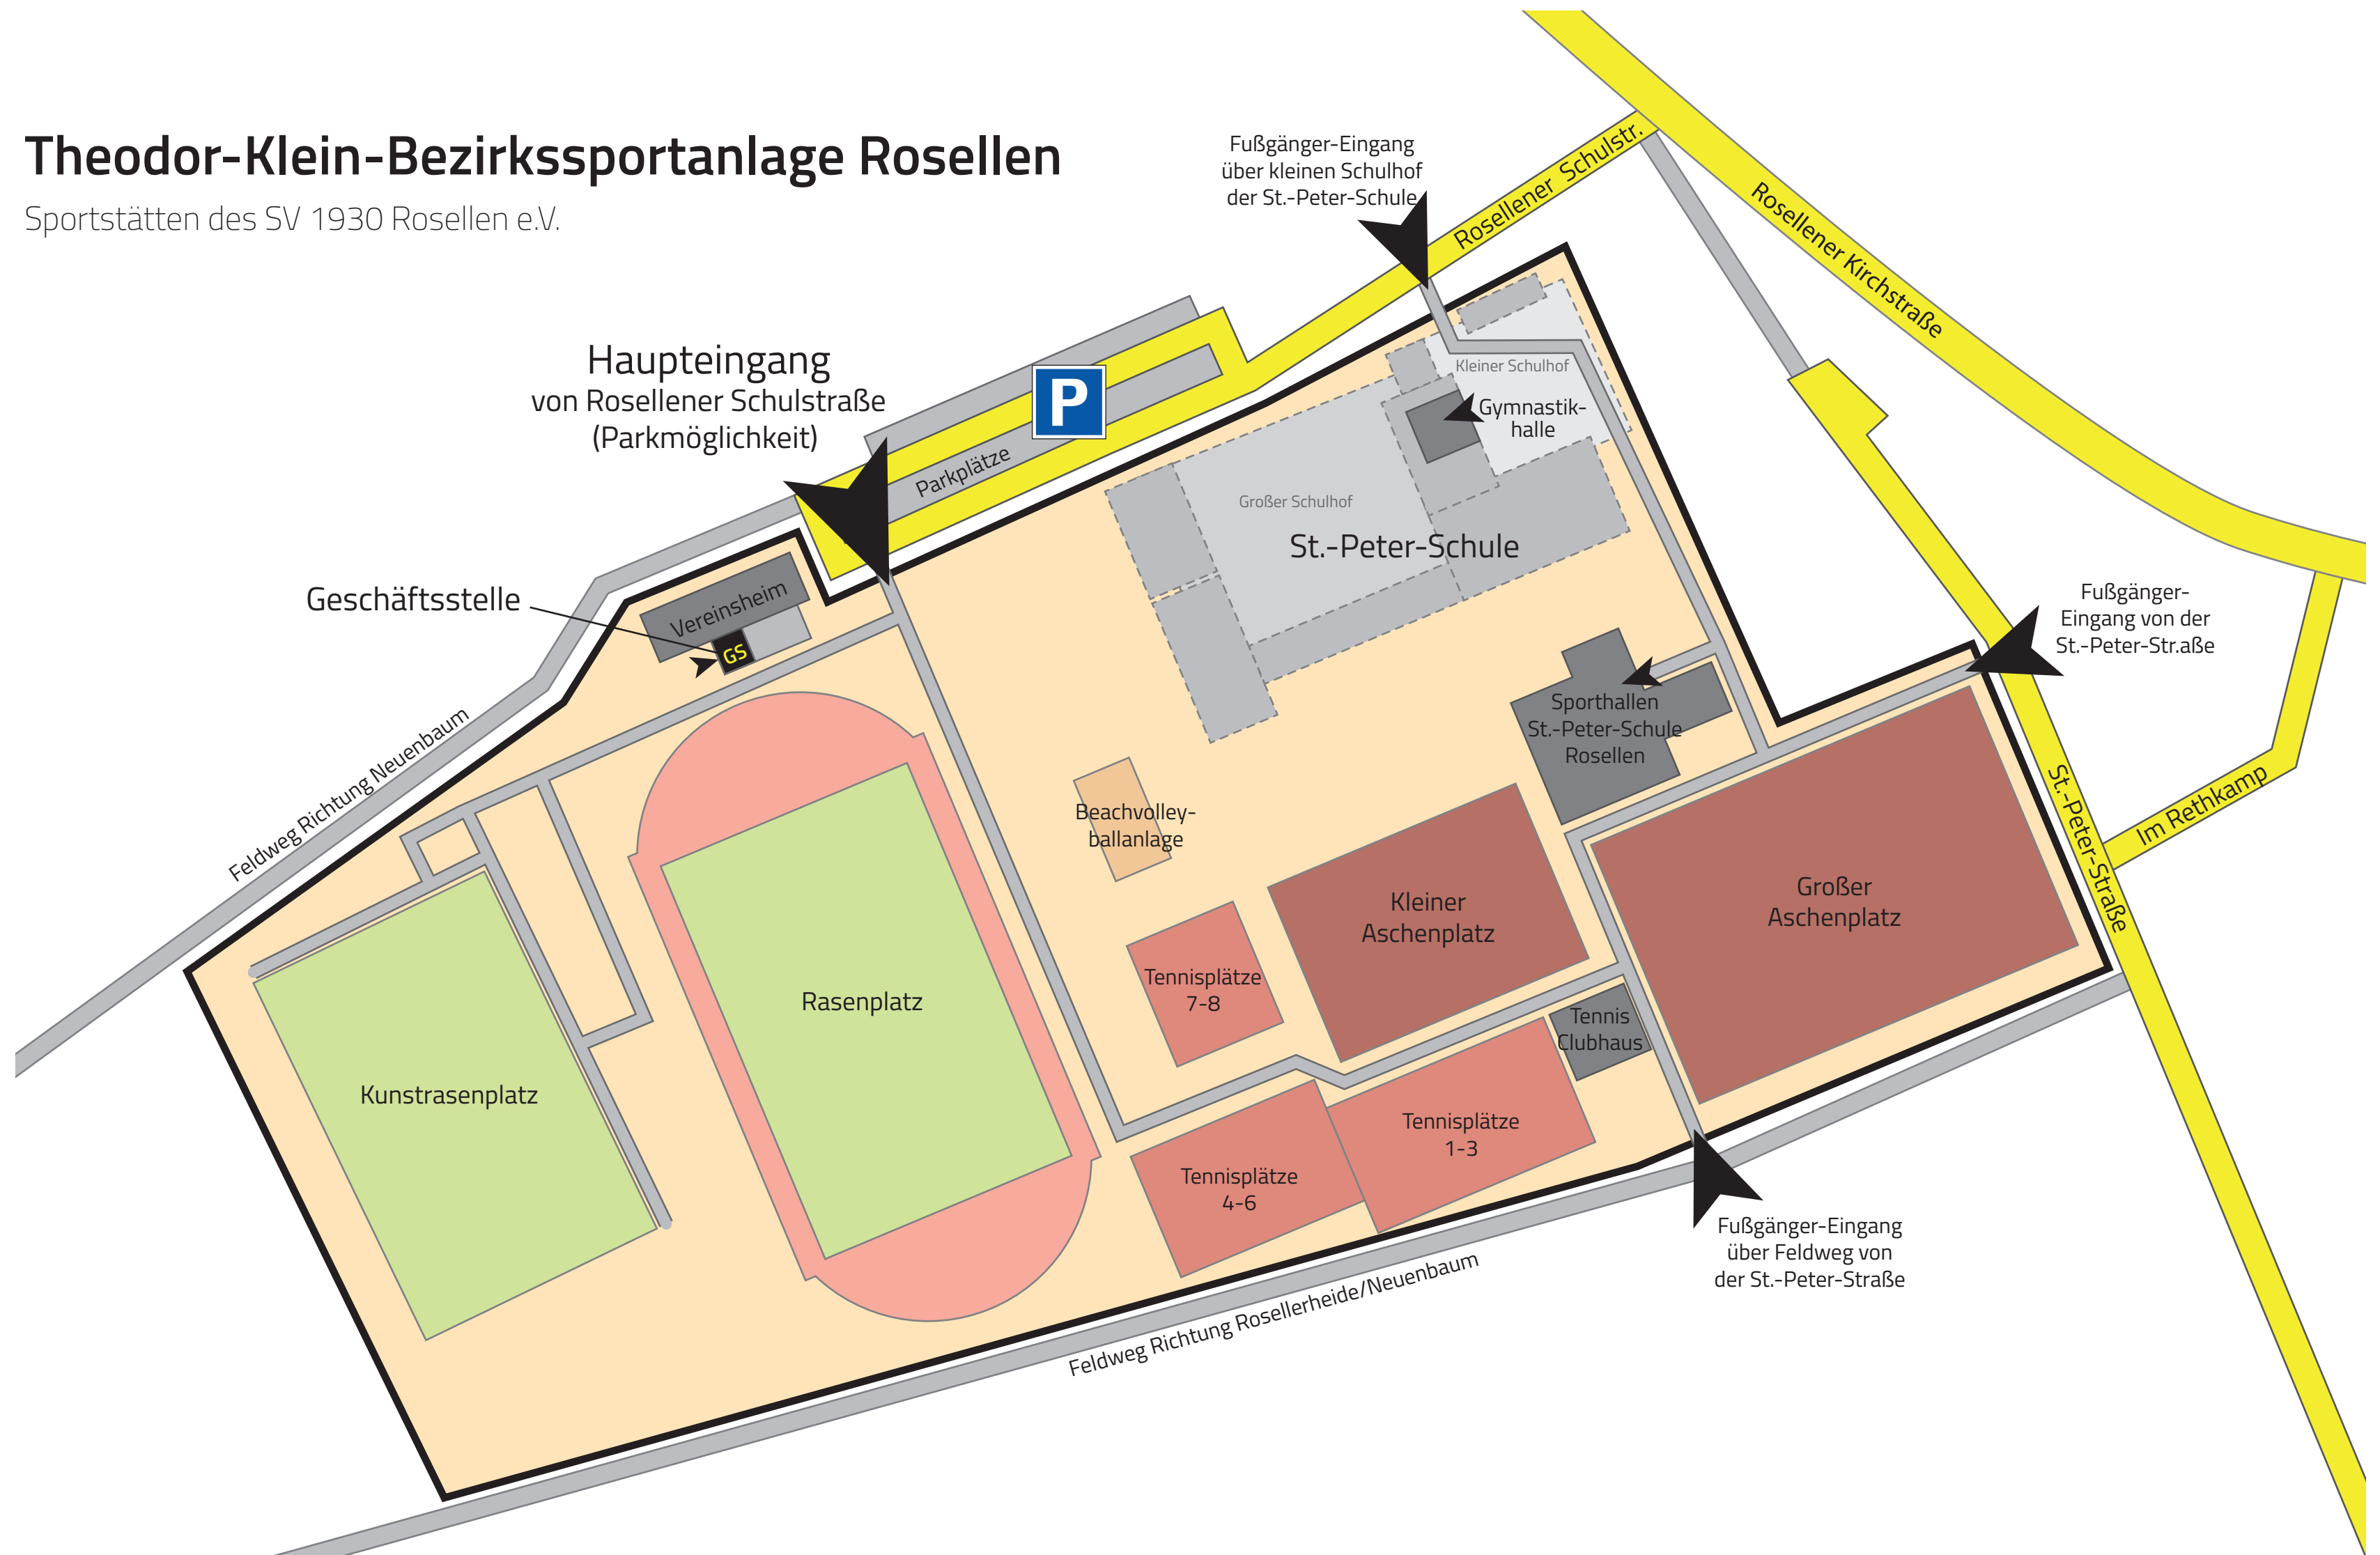 Theodor-Klein-Bezirkssportanlage Rosellen
Sportstätten des SV 1930 Rosellen e.V.
Fußgänger-Eingang
über kleinen Schulhof
der St.-Peter-Schule
Rosellener Schulstr.
Rosellener Kirchstraße
Haupteingang
von Rosellener Schulstraße
(Parkmöglichkeit)
P
Parkplätze
Kleiner Schulhof
Gymnastik-
halle
Großer Schulhof
St.-Peter-Schule
Geschäftsstelle
Vereinsheim
GS
Fußgänger-
Eingang von der
St.-Peter-Str.aße
Feldweg Richtung Neuenbaum
Sporthallen
St.-Peter-Schule
Rosellen
Beachvolley-
ballanlage
St.-Peter-Straße
Im Rethkamp
Kleiner
Aschenplatz
Großer
Aschenplatz
Tennisplätze
7-8
Rasenplatz
Tennis
Clubhaus
Kunstrasenplatz
Tennisplätze
1-3
Tennisplätze
4-6
Fußgänger-Eingang
über Feldweg von
der St.-Peter-Straße
Feldweg Richtung Rosellerheide/Neuenbaum